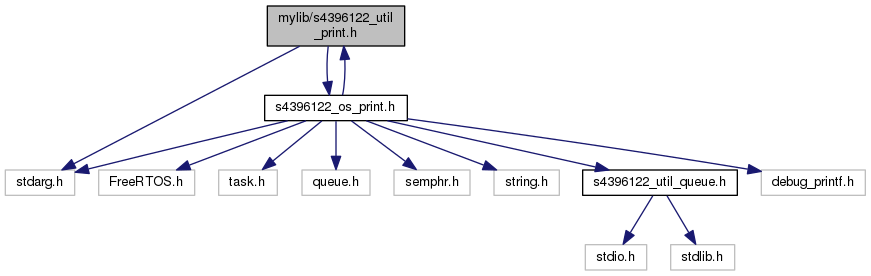 mylib/s4396122_util
_print.h
s4396122_os_print.h
stdarg.h
FreeRTOS.h
task.h
queue.h
semphr.h
string.h
s4396122_util_queue.h
debug_printf.h
stdio.h
stdlib.h